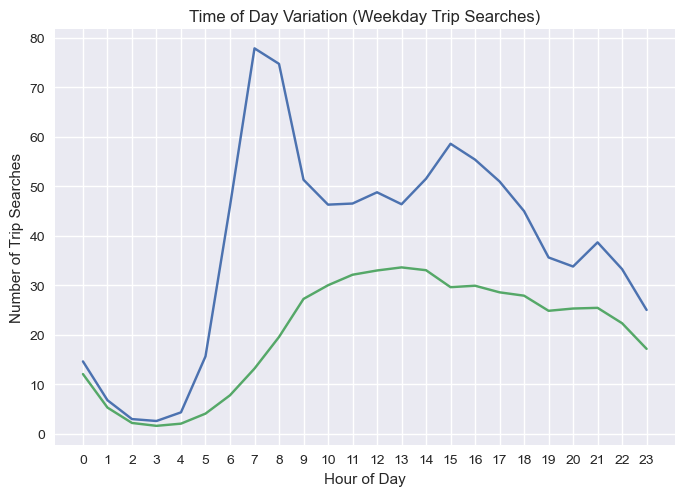 Time of Day Variation (Weekday Trip Searches)
80
70
60
50
40
30
20
10
0
Number of Trip Searches
0 1 2 3 4 5 6 7 8 9 10 11 12 13 14 15 16 17 18 19 20 21 22 23
Hour of Day